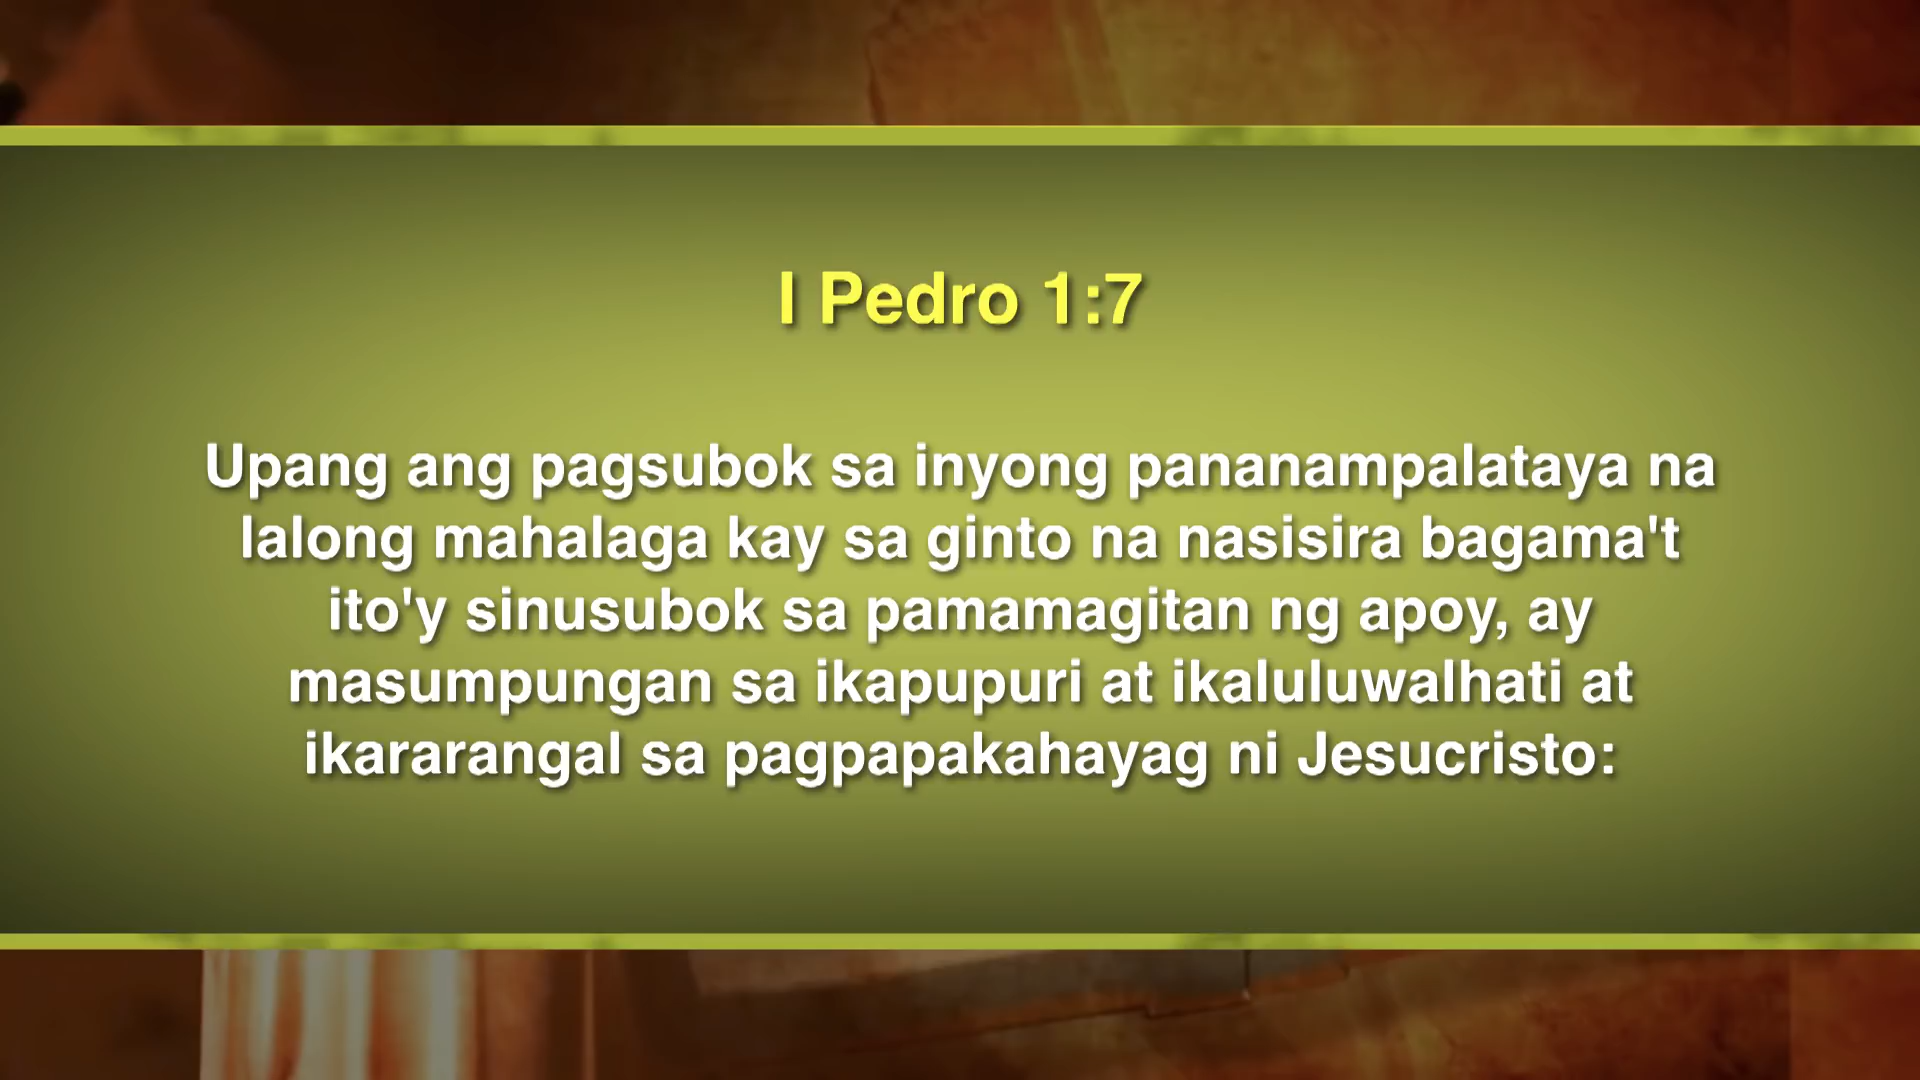 I Pedro 1:7
Upang ang pagsubok sa inyong pananampalataya na
lalong mahalaga kay sa ginto na nasisira bagama't
ito'y sinusubok sa pamamagitan ng apoy, ay
masumpungan sa ikapupuri at ikaluluwalhati at
ikararangal sa pagpapakahayag ni Jesucristo: